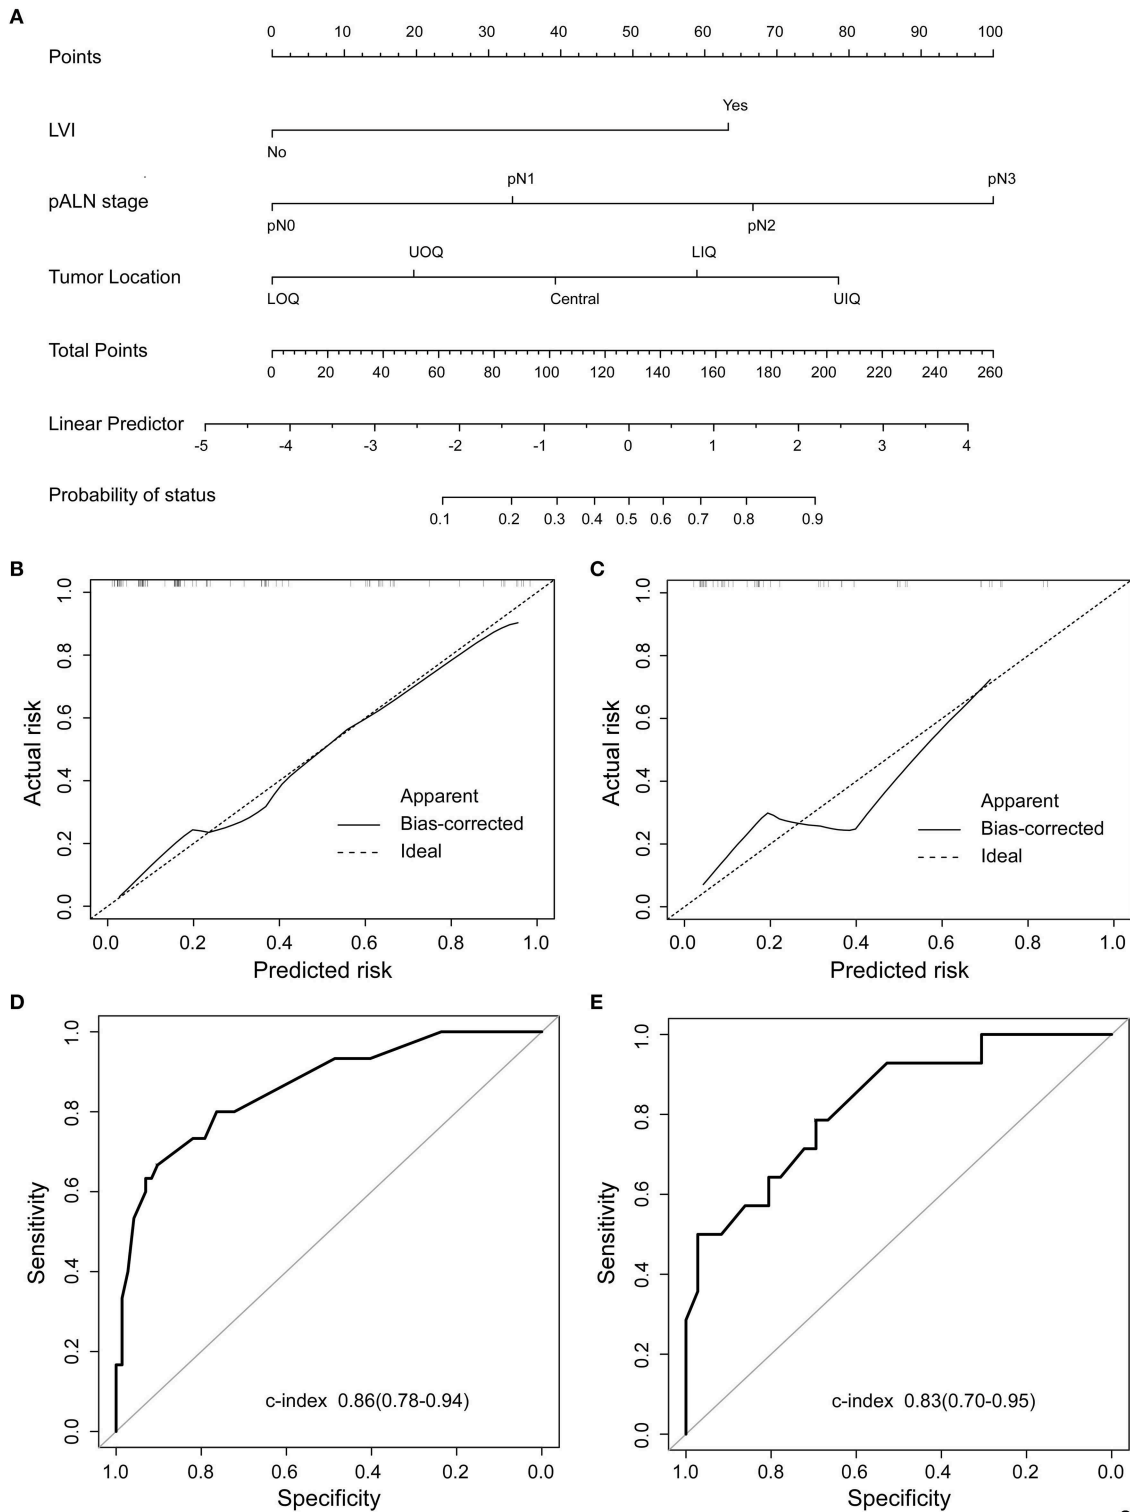 A
0 10 20 30 40 50 60 70 80 90 100
Points
Yes
LVI
No
pN1 pN3
pALN stage
pN0 pN2
UOQ LIQ
Tumor Location
LOQ Central UIQ
Total Points
0 20 40 60 80 100 120 140 160 180 200 220 240 260
Linear Predictor
-5 -4 -3 -2 -1 0 1 2 3 4
Probability of status
0.1 0.2 0.3 0.4 0.5 0.6 0.7 0.8 0.9
B
Actual risk
1.0
0.8
0.6
0.4
0.2
0.0
Apparent
Bias-corrected
Ideal
0.0 0.2 0.4 0.6 0.8 1.0
Predicted risk
C
Actual risk
1.0
0.8
0.6
0.4
0.2
0.0
Apparent
Bias-corrected
Ideal
0.0 0.2 0.4 0.6 0.8 1.0
Predicted risk
D
Sensitivity
1.0
0.8
0.6
0.4
0.2
0.0
c-index 0.86(0.78-0.94)
1.0 0.8 0.6 0.4 0.2 0.0
Specificity
E
Sensitivity
1.0
0.8
0.6
0.4
0.2
0.0
c-index 0.83(0.70-0.95)
1.0 0.8 0.6 0.4 0.2 0.0
Specificity